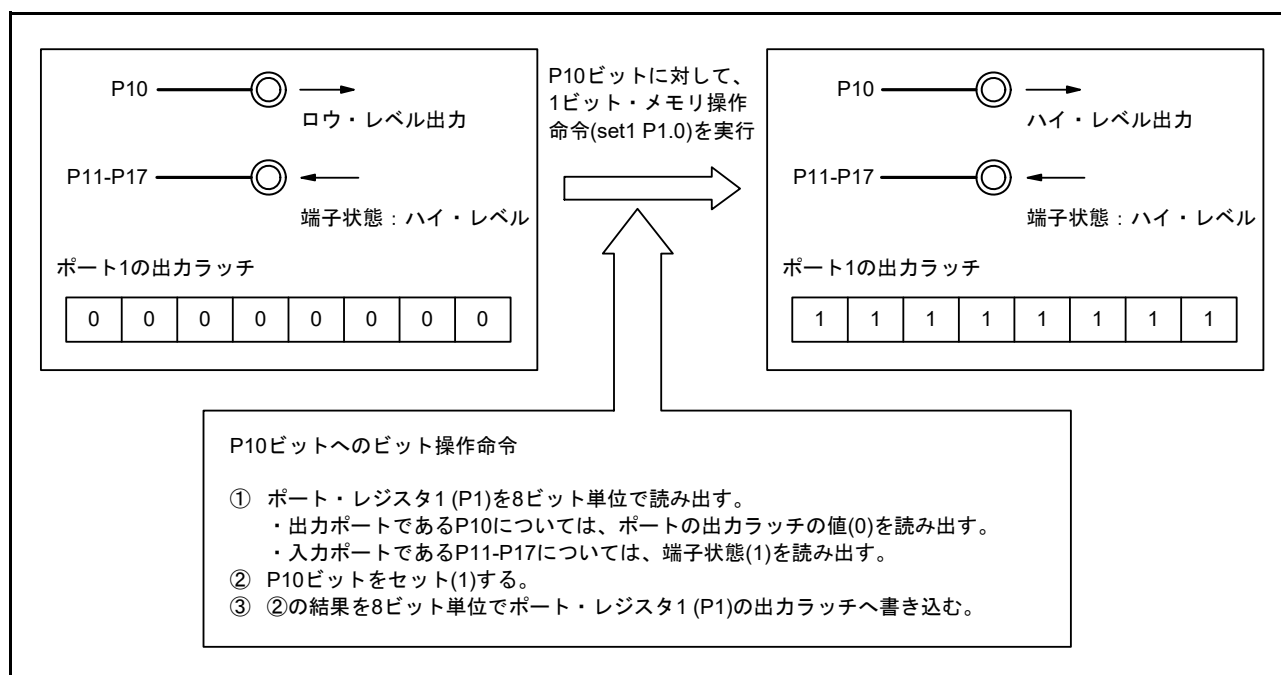 P10
ロウ・レベル出力
P11-P17
端子状態：ハイ・レベル
ポート1の出力ラッチ
0 0 0 0 0 0 0 0
P10ビットに対して、
1ビット・メモリ操作
命令(set1 P1.0)を実行
P10
ハイ・レベル出力
P11-P17
端子状態：ハイ・レベル
ポート1の出力ラッチ
1 1 1 1 1 1 1 1
P10ビットへのビット操作命令
① ポート・レジスタ1 (P1)を8ビット単位で読み出す。
・出力ポートであるP10については、ポートの出力ラッチの値(0)を読み出す。
・入力ポートであるP11-P17については、端子状態(1)を読み出す。
② P10ビットをセット(1)する。
③ ②の結果を8ビット単位でポート・レジスタ1 (P1)の出力ラッチへ書き込む。